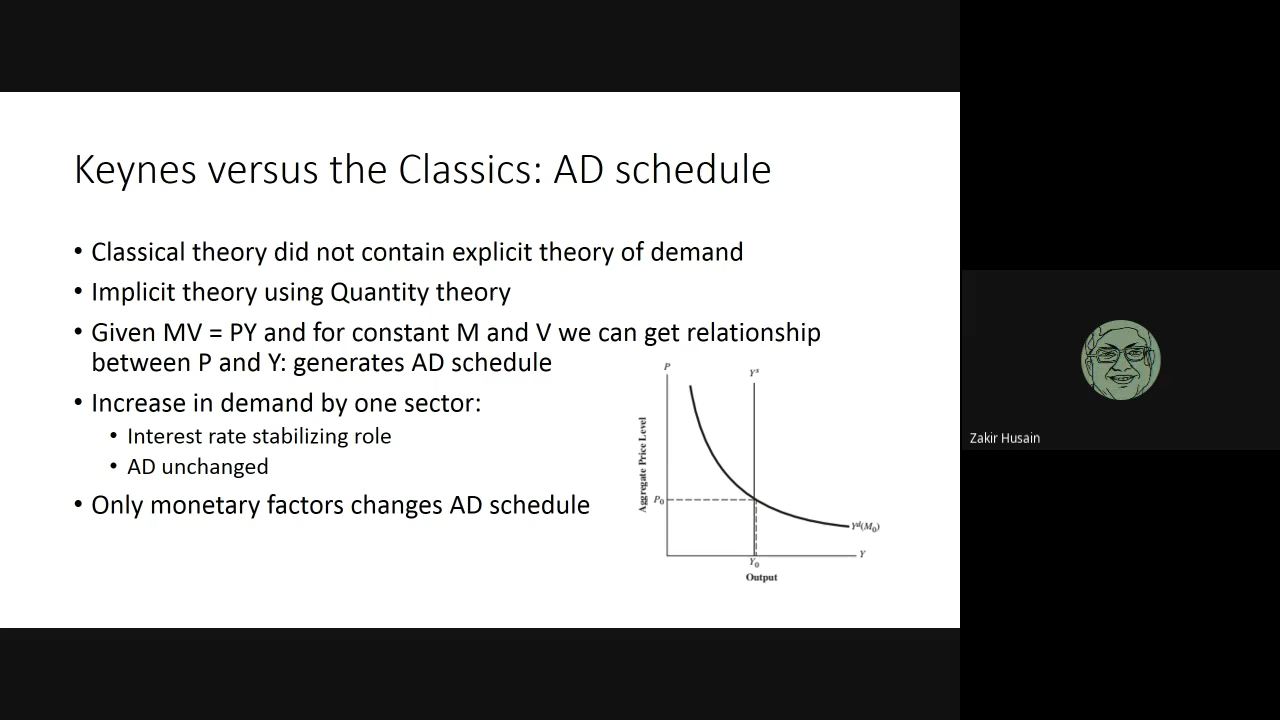 Keynes versus the Classics: AD schedule
• Classical theory did not contain explicit theory of demand
• Implicit theory using Quantity theory
• Given MV = PY and for constant M and V we can get relationship
between P and Y: generates AD schedule
• Increase in demand by one sector:
• Interest rate stabilizing role
• AD unchanged
• Only monetary factors changes AD schedule
P
Yˢ
Aggregate Price Level
P₀
Yᵈ(M₀)
Y
Y₀
Output
Zakir Husain